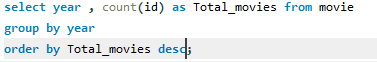 select year , count(id) as Total_movies from movie
group by year
order by Total_movies desc;